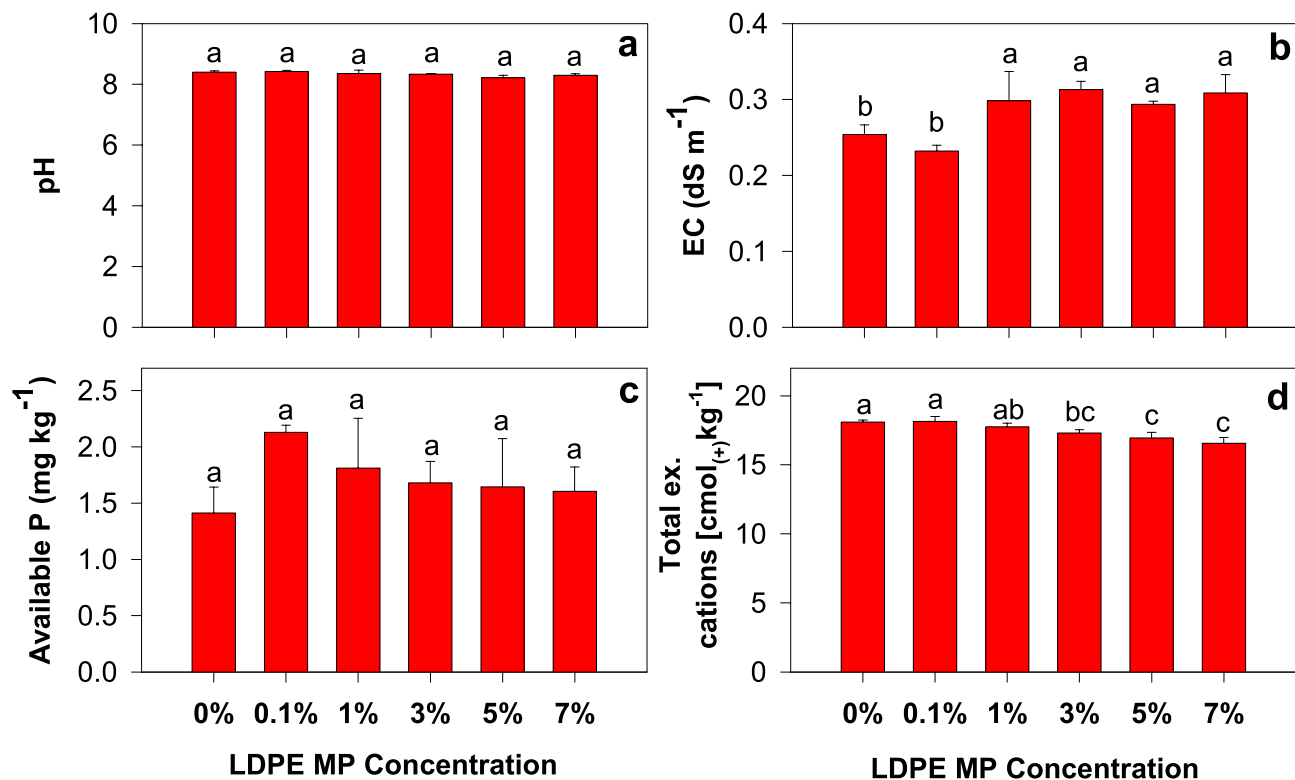 10
8
6
4
2
0
pH
a a a a a a
a
0.4
0.3
0.2
0.1
0.0
EC (dS m⁻¹)
b b a a a a
b
2.5
2.0
1.5
1.0
0.5
0.0
Available P (mg kg⁻¹)
a a a a a a
c
0% 0.1% 1% 3% 5% 7%
LDPE MP Concentration
20
15
10
5
0
Total ex.
cations [cmol₍₊₎kg⁻¹]
a a ab bc c c
d
0% 0.1% 1% 3% 5% 7%
LDPE MP Concentration